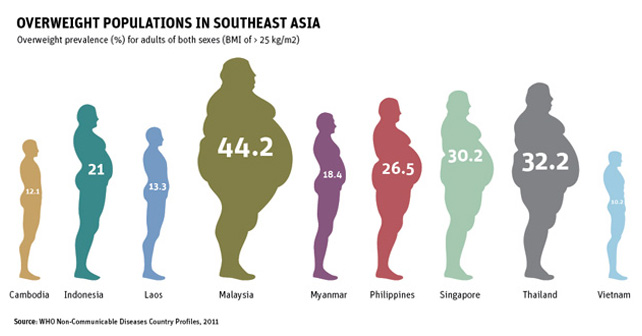 OVERWEIGHT POPULATIONS IN SOUTHEAST ASIA
Overweight prevalence (%) for adults of both sexes (BMI of > 25 kg/m2)
12.1 21 13.3 44.2 18.4 26.5 30.2 32.2 10.2
Cambodia Indonesia Laos Malaysia Myanmar Philippines Singapore Thailand Vietnam
Source: WHO Non-Communicable Diseases Country Profiles, 2011